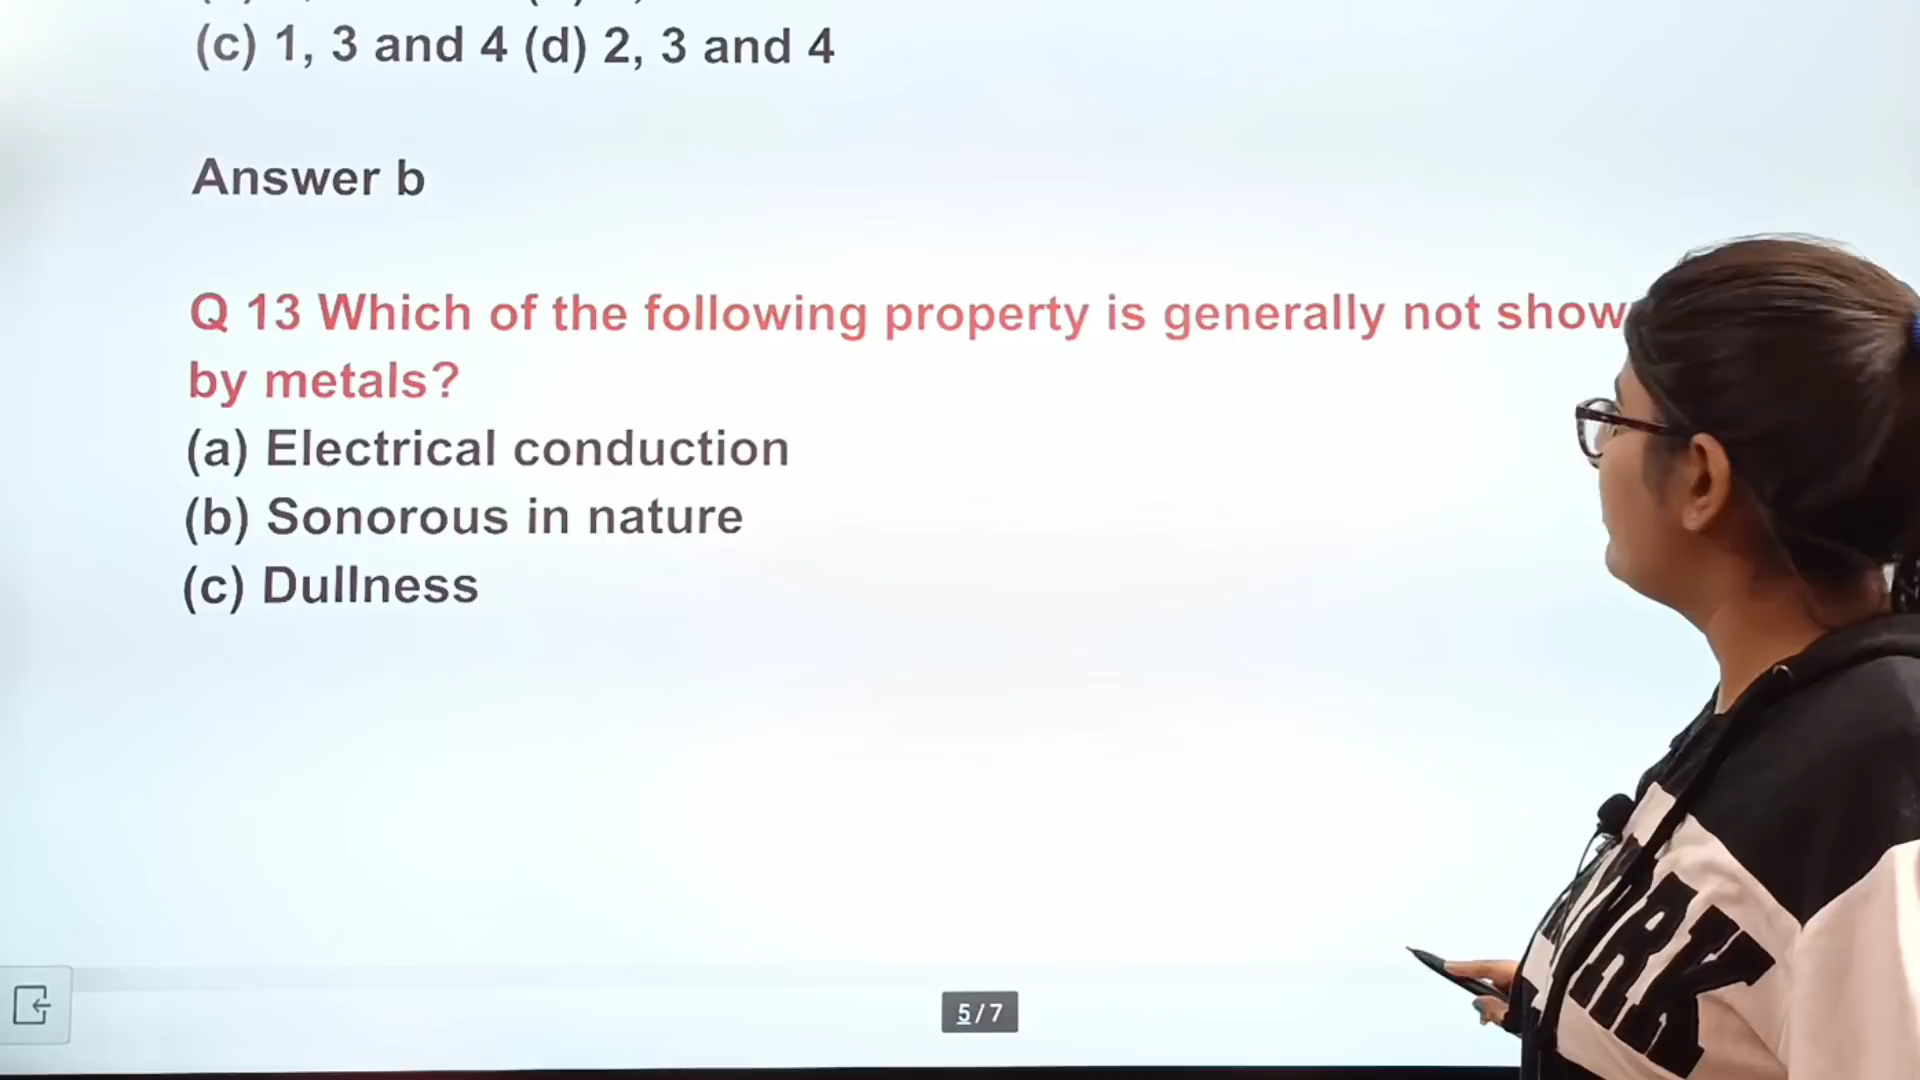 (c) 1, 3 and 4 (d) 2, 3 and 4
Answer b
Q 13 Which of the following property is generally not show
by metals?
(a) Electrical conduction
(b) Sonorous in nature
(c) Dullness
5/7